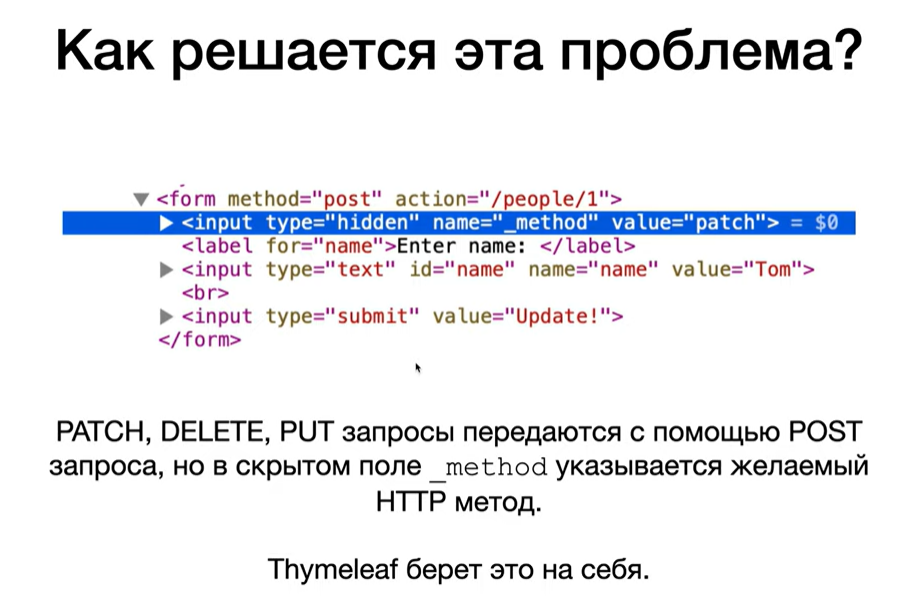 Как решается эта проблема?
<form method="post" action="/people/1">
<input type="hidden" name="_method" value="patch"> = $0
<label for="name">Enter name: </label>
<input type="text" id="name" name="name" value="Tom">
<br>
<input type="submit" value="Update!">
</form>
PATCH, DELETE, PUT запросы передаются с помощью POST
запроса, но в скрытом поле _method указывается желаемый
HTTP метод.
Thymeleaf берет это на себя.